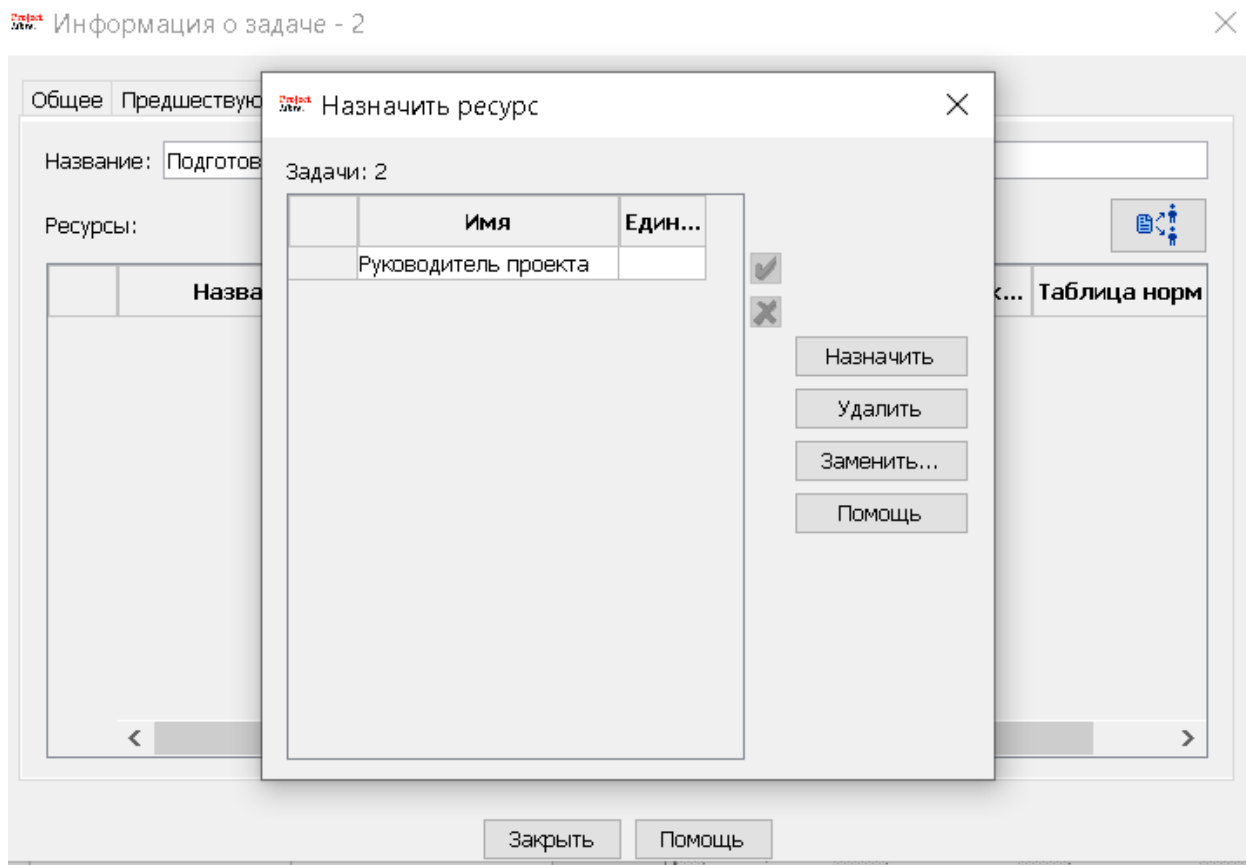 Информация о задаче - 2
Общее Предшествую
Назначить ресурс
Название: Подготов
Задачи: 2
Ресурсы:
Имя Един...
Руководитель проекта
Назва к... Таблица норм
Назначить
Удалить
Заменить...
Помощь
Закрыть Помощь